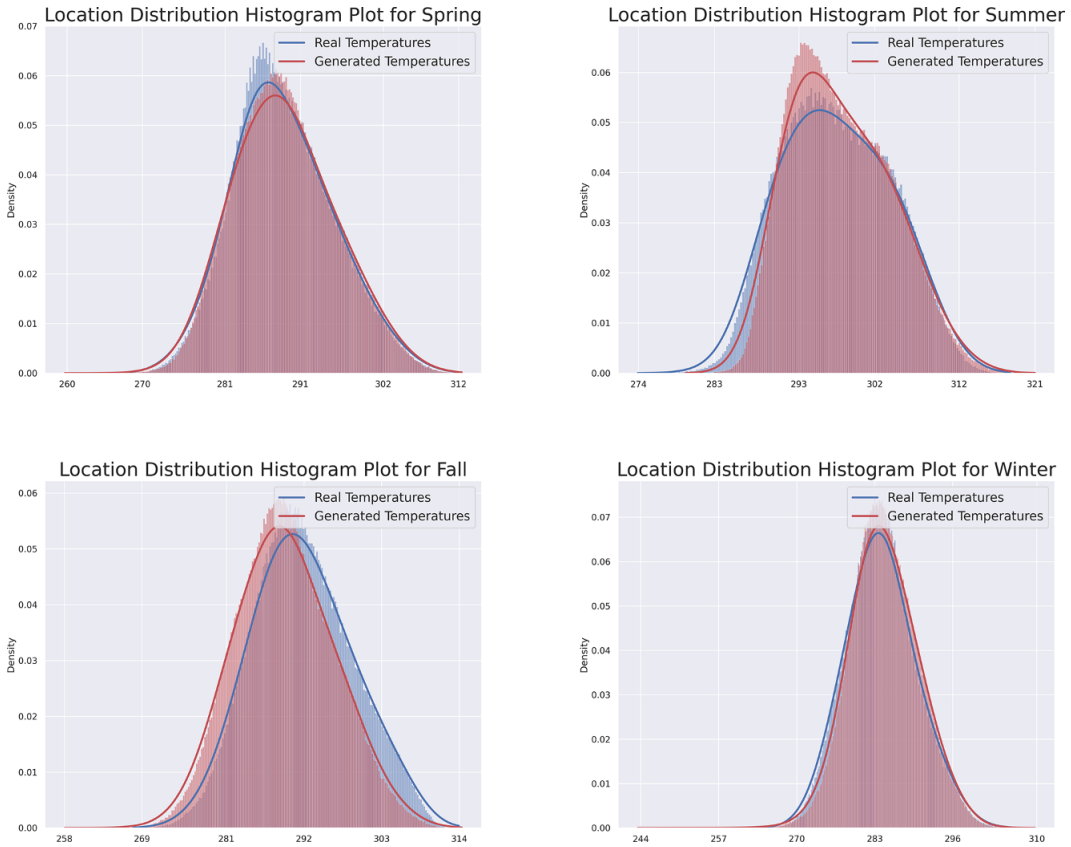 Location Distribution Histogram Plot for Spring
0.07
0.06
0.05
0.04
0.03
0.02
0.01
0.00
Density
Real Temperatures
Generated Temperatures
260 270 281 291 302 312
Location Distribution Histogram Plot for Summer
0.06
0.05
0.04
0.03
0.02
0.01
0.00
Density
Real Temperatures
Generated Temperatures
274 283 293 302 312 321
Location Distribution Histogram Plot for Fall
0.06
0.05
0.04
0.03
0.02
0.01
0.00
Density
Real Temperatures
Generated Temperatures
258 269 281 292 303 314
Location Distribution Histogram Plot for Winter
0.07
0.06
0.05
0.04
0.03
0.02
0.01
0.00
Density
Real Temperatures
Generated Temperatures
244 257 270 283 296 310